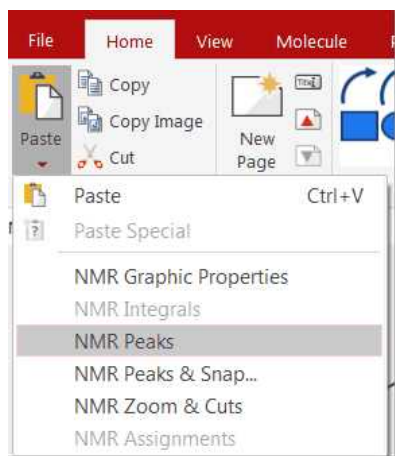 File Home View Molecule
Copy
Copy Image
Cut
Paste
New
Page
Title
Paste Ctrl+V
Paste Special
NMR Graphic Properties
NMR Integrals
NMR Peaks
NMR Peaks & Snap...
NMR Zoom & Cuts
NMR Assignments